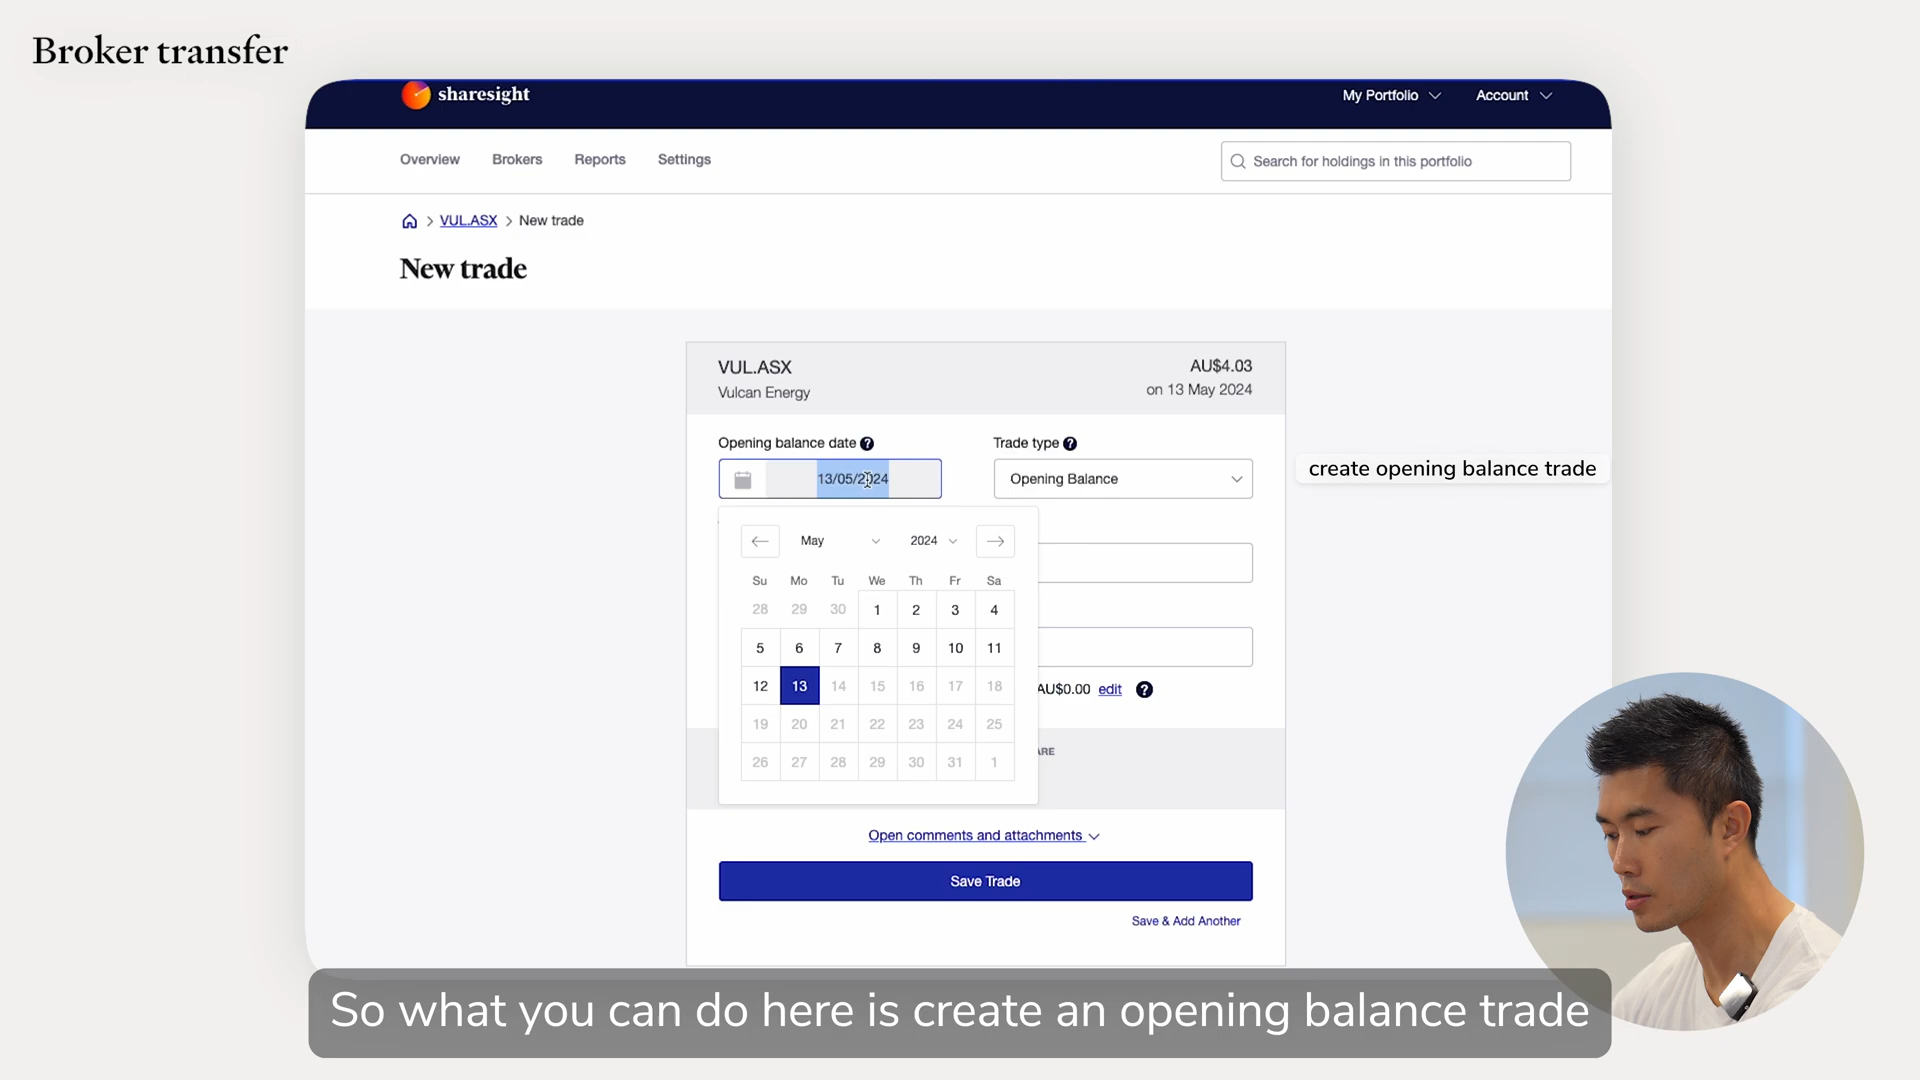 Broker transfer
sharesight
My Portfolio
Account
Overview
Brokers
Reports
Settings
Search for holdings in this portfolio
VUL.ASX > New trade
New trade
VUL.ASX
AU$4.03
Vulcan Energy
on 13 May 2024
Opening balance date ?
Trade type ?
13/05/2024
Opening Balance
create opening balance trade
May
2024
Su Mo Tu We Th Fr Sa
28 29 30 1 2 3 4
5 6 7 8 9 10 11
12 13 14 15 16 17 18
19 20 21 22 23 24 25
26 27 28 29 30 31 1
AU$0.00 edit ?
ARE
Open comments and attachments
Save Trade
Save & Add Another
So what you can do here is create an opening balance trade